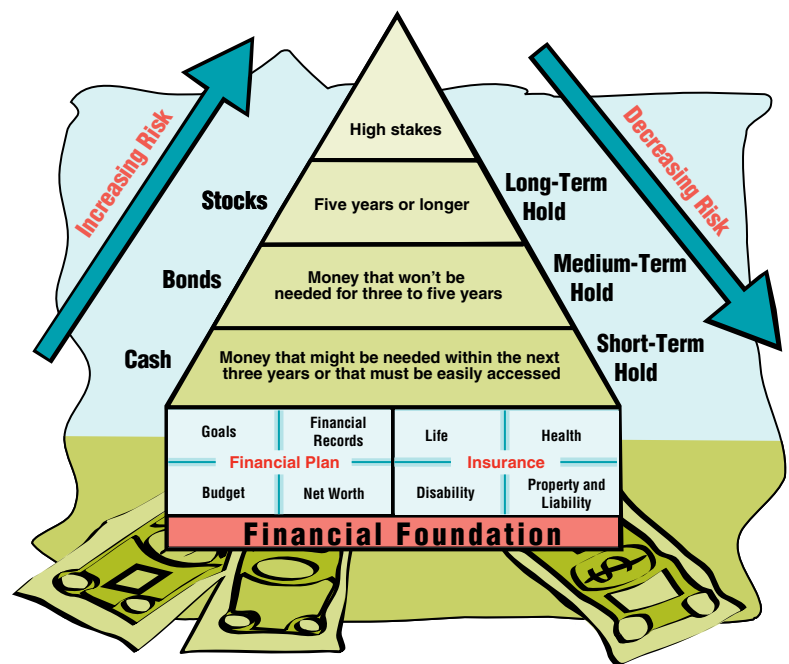 Increasing Risk
Decreasing Risk
High stakes
Stocks
Five years or longer
Long-Term
Hold
Bonds
Money that won't be
needed for three to five years
Medium-Term
Hold
Cash
Money that might be needed within the next
three years or that must be easily accessed
Short-Term
Hold
Goals
Financial
Records
Life
Health
Financial Plan
Insurance
Budget
Net Worth
Disability
Property and
Liability
Financial Foundation
$